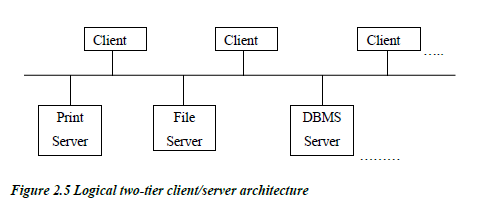 Client Client Client
.....
Print File DBMS
Server Server Server
.........
Figure 2.5 Logical two-tier client/server architecture